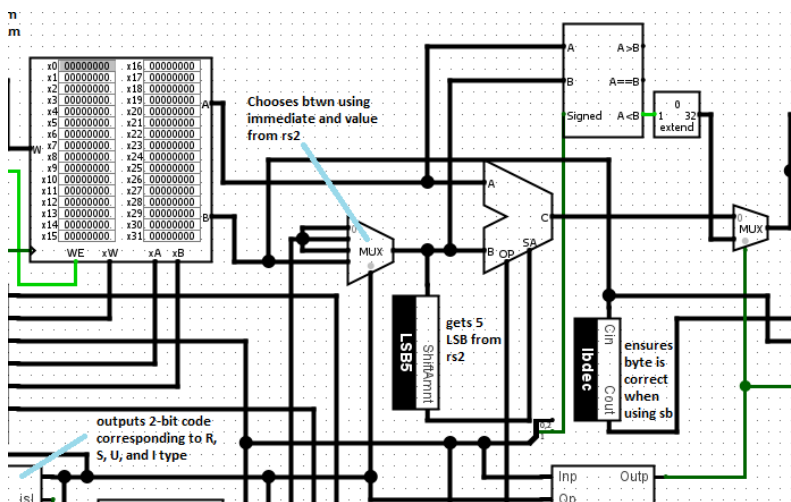 m
m
x0 00000000 x16 00000000
x1 00000000 x17 00000000
x2 00000000 x18 00000000
x3 00000000 x19 00000000
x4 00000000 x20 00000000
x5 00000000 x21 00000000
x6 00000000 x22 00000000
x7 00000000 x23 00000000
x8 00000000 x24 00000000
x9 00000000 x25 00000000
x10 00000000 x26 00000000
x11 00000000 x27 00000000
x12 00000000 x28 00000000
x13 00000000 x29 00000000
x14 00000000 x30 00000000
x15 00000000 x31 00000000
W
A
B
WE xW xA xB
Chooses btwn using
immediate and value
from rs2
0
MUX
A
B
C
OP
SA
A A>B
B A==B
Signed A<B
0
1 32
extend
0
MUX
LSB5
ShiftAmnt
gets 5
LSB from
rs2
lbdec
Cin
Cout
ensures
byte is
correct
when
using sb
0,2
1
outputs 2-bit code
corresponding to R,
S, U, and I type
isI
Inp Outp
Op